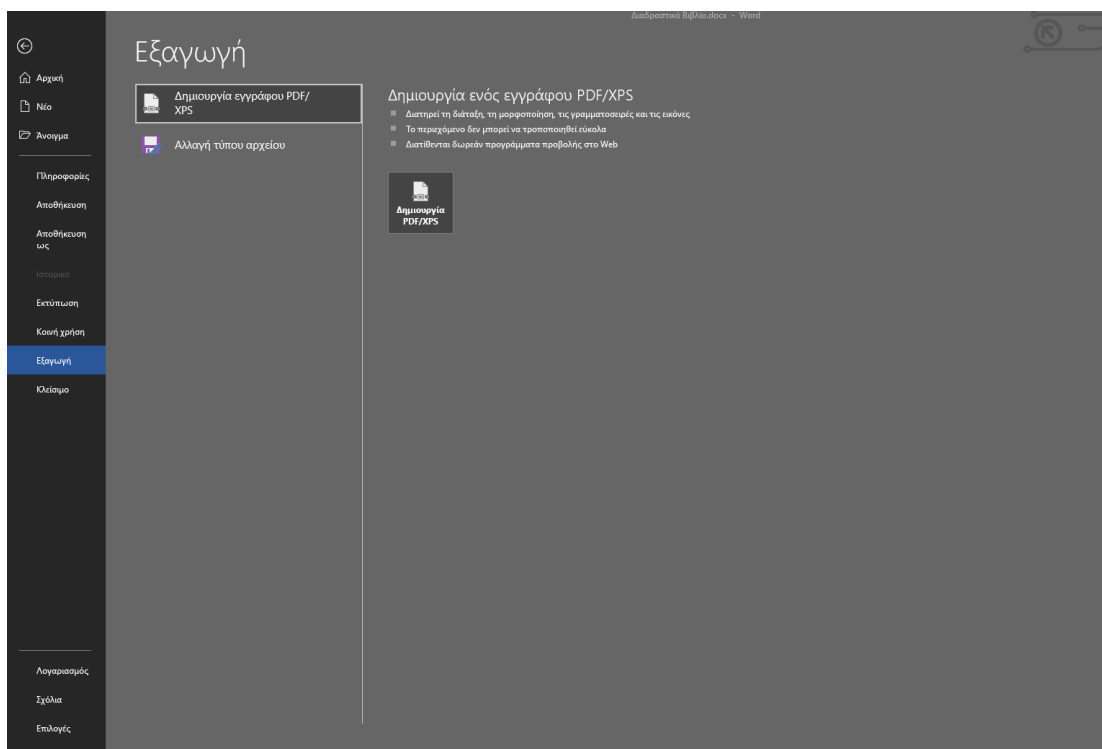 Διαδραστικό Βιβλίο.docx - Word
Εξαγωγή
Αρχική
Νέο
Άνοιγμα
Πληροφορίες
Αποθήκευση
Αποθήκευση
ως
Ιστορικό
Εκτύπωση
Κοινή χρήση
Εξαγωγή
Κλείσιμο
Λογαριασμός
Σχόλια
Επιλογές
Δημιουργία εγγράφου PDF/
XPS
Αλλαγή τύπου αρχείου
Δημιουργία ενός εγγράφου PDF/XPS
Διατηρεί τη διάταξη, τη μορφοποίηση, τις γραμματοσειρές και τις εικόνες
Το περιεχόμενο δεν μπορεί να τροποποιηθεί εύκολα
Διατίθενται δωρεάν προγράμματα προβολής στο Web
Δημιουργία
PDF/XPS